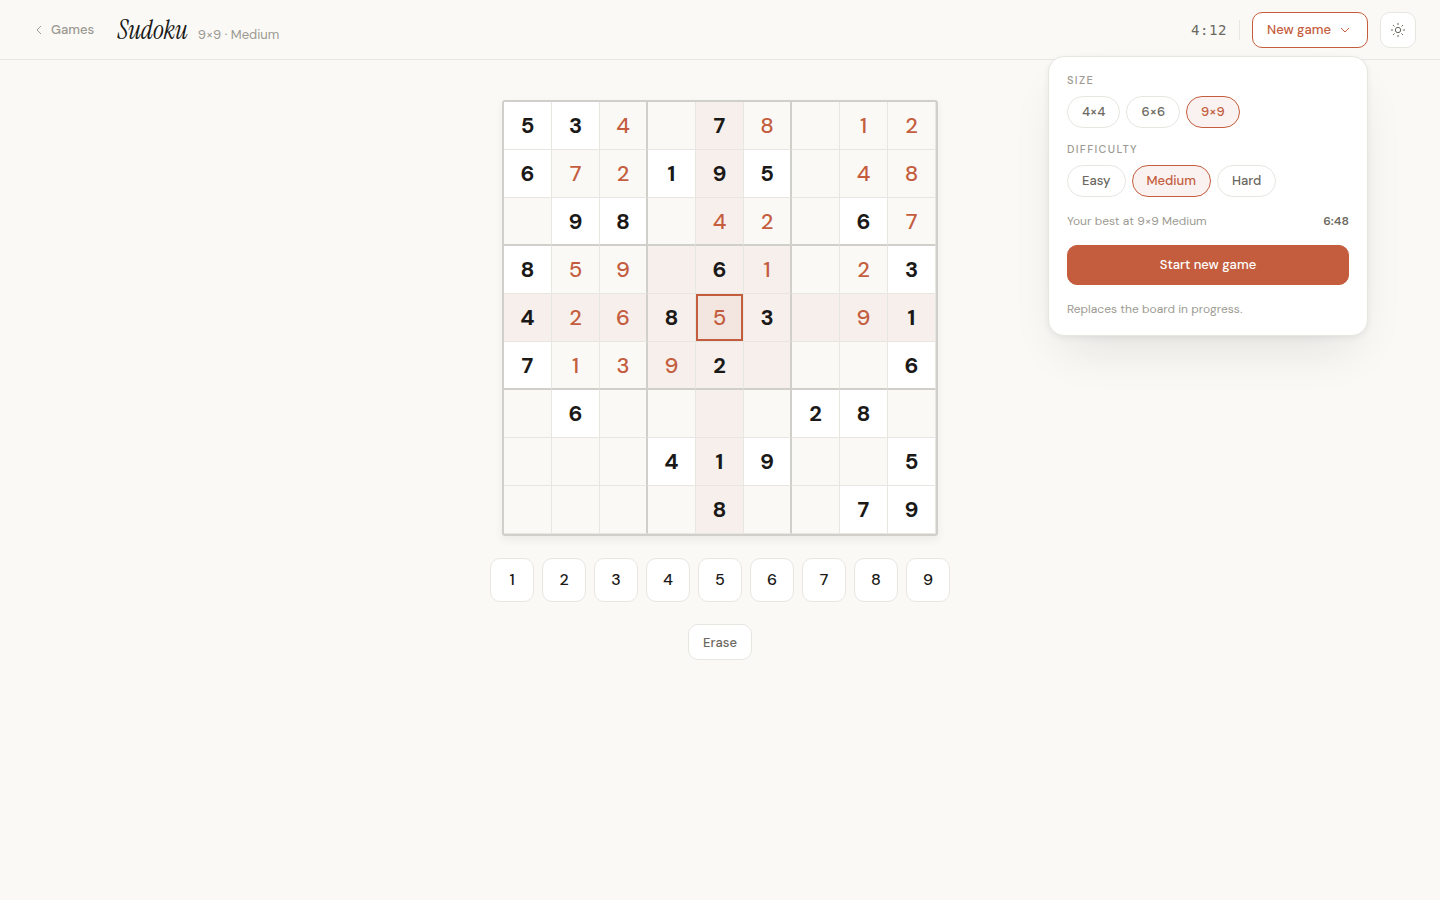 Games Sudoku 9×9 · Medium 4:12 New game
SIZE
4×4 6×6 9×9
DIFFICULTY
Easy Medium Hard
Your best at 9×9 Medium 6:48
Start new game
Replaces the board in progress.
5 3 4 7 8 1 2
6 7 2 1 9 5 4 8
9 8 4 2 6 7
8 5 9 6 1 2 3
4 2 6 8 5 3 9 1
7 1 3 9 2 6
6 2 8
4 1 9 5
8 7 9
1 2 3 4 5 6 7 8 9
Erase